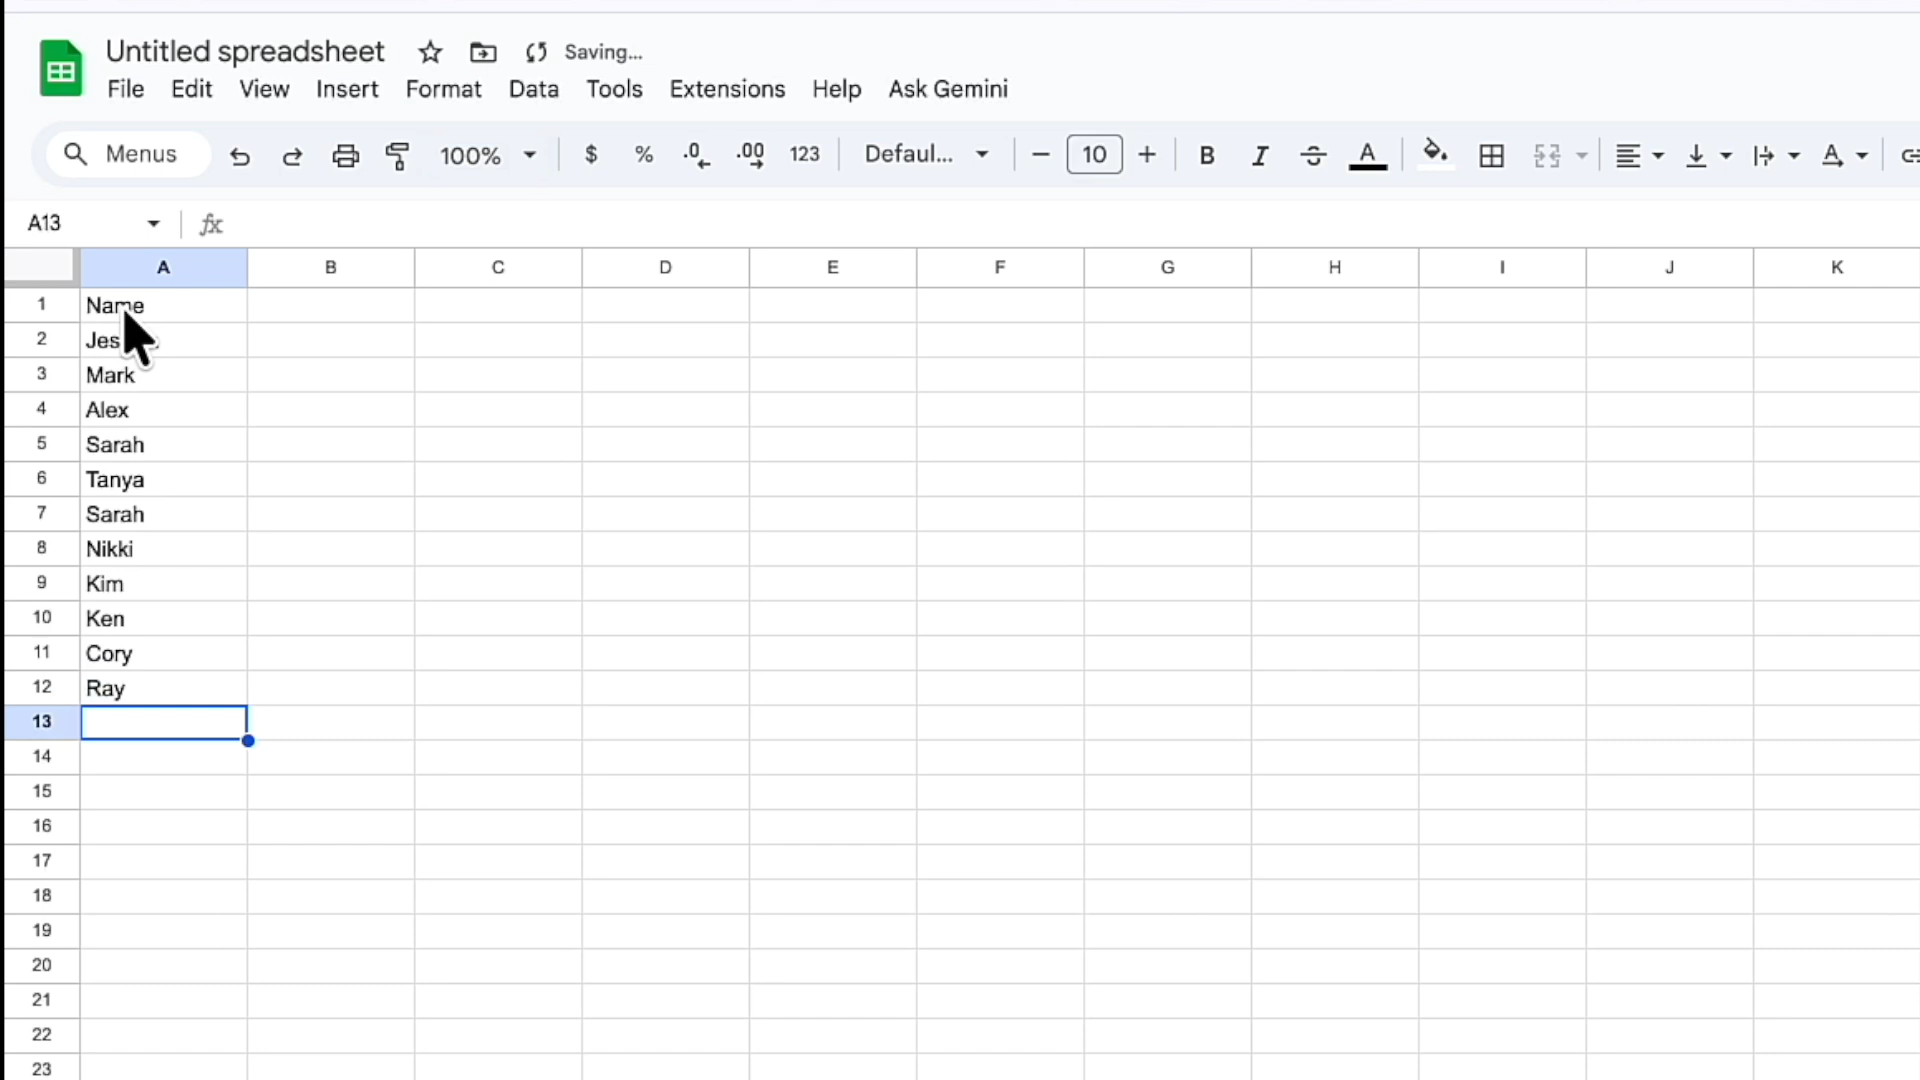 Untitled spreadsheet Saving...
File Edit View Insert Format Data Tools Extensions Help Ask Gemini
Menus 100% $ % .0 .00 123 Defaul... 10 B I A A
A13 fx
A B C D E F G H I J K
1 Name
2
3 Mark
4 Alex
5 Sarah
6 Tanya
7 Sarah
8 Nikki
9 Kim
10 Ken
11 Cory
12 Ray
13
14
15
16
17
18
19
20
21
22
23